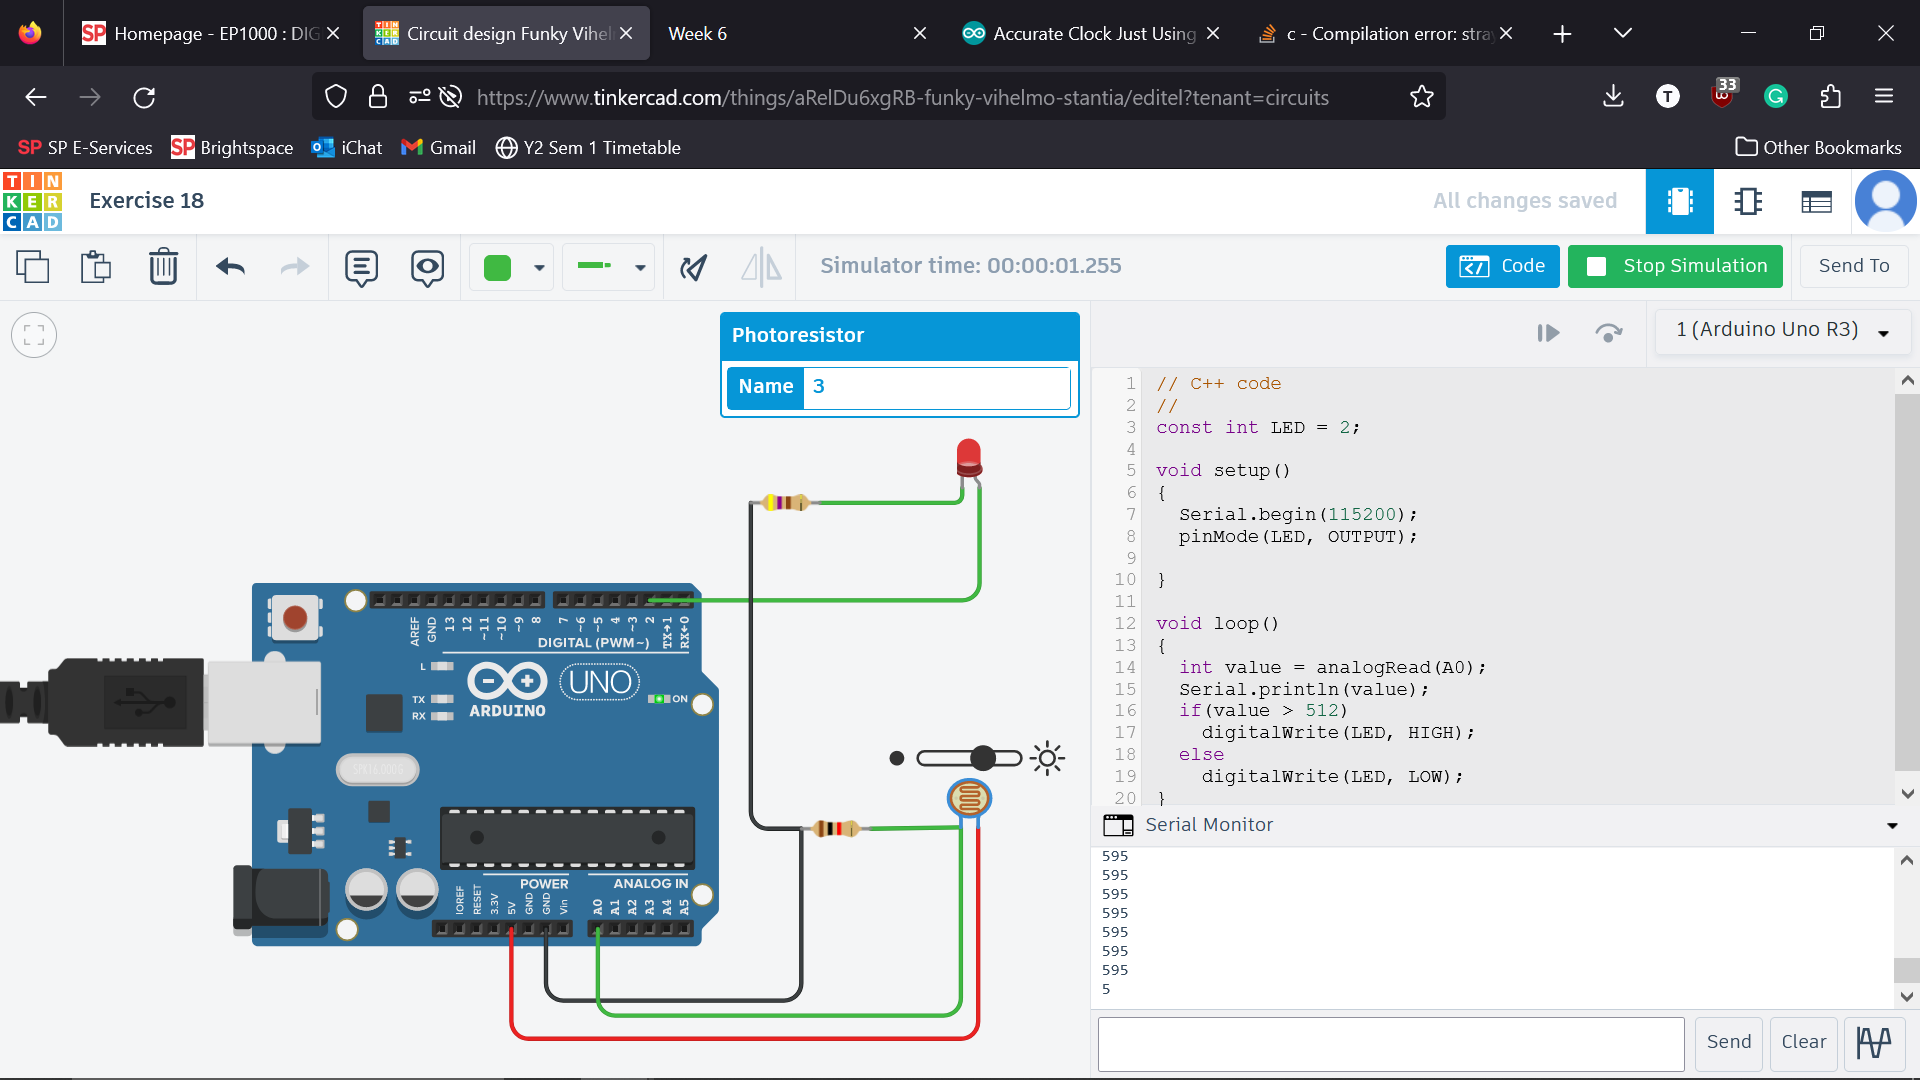 Homepage - EP1000 : DIG
Circuit design Funky Vihel
Week 6
Accurate Clock Just Using
c - Compilation error: stray
https://www.tinkercad.com/things/aRelDu6xgRB-funky-vihelmo-stantia/editel?tenant=circuits
33
SP SP E-Services
SP Brightspace
iChat
Gmail
Y2 Sem 1 Timetable
Other Bookmarks
TINKERCAD
Exercise 18
All changes saved
Simulator time: 00:00:01.255
Code
Stop Simulation
Send To
Photoresistor
Name 3
1 (Arduino Uno R3)
1 // C++ code
2 //
3 const int LED = 2;
4
5 void setup()
6 {
7 Serial.begin(115200);
8 pinMode(LED, OUTPUT);
9
10 }
11
12 void loop()
13 {
14 int value = analogRead(A0);
15 Serial.println(value);
16 if(value > 512)
17 digitalWrite(LED, HIGH);
18 else
19 digitalWrite(LED, LOW);
20 }
AREF GND 13 12 ~11 ~10 ~9 8 7 ~6 ~5 4 ~3 2 TX→1 RX←0
DIGITAL (PWM~)
L
TX
RX
UNO
ARDUINO
ON
POWER
ANALOG IN
IOREF RESET 3.3V 5V GND GND Vin A0 A1 A2 A3 A4 A5
Serial Monitor
595
595
595
595
595
595
595
5
Send
Clear